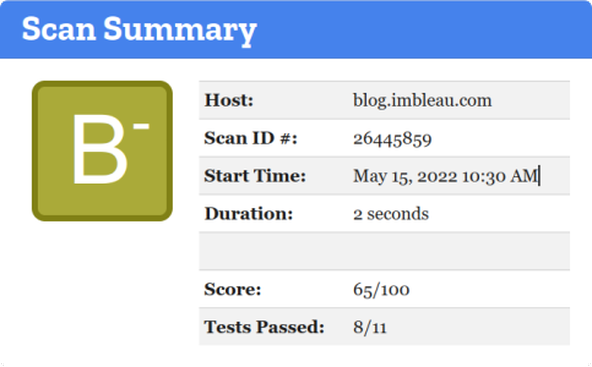 Scan Summary
B-
Host: blog.imbleau.com
Scan ID #: 26445859
Start Time: May 15, 2022 10:30 AM
Duration: 2 seconds
Score: 65/100
Tests Passed: 8/11